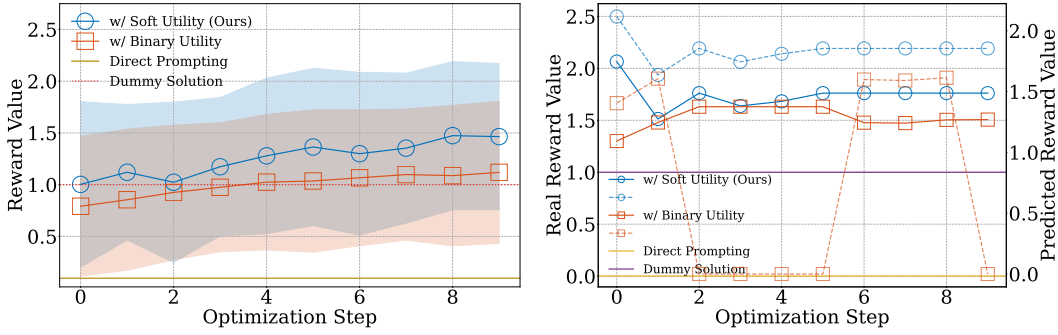 2.5
2.0
1.5
1.0
0.5
Reward Value
w/ Soft Utility (Ours)
w/ Binary Utility
Direct Prompting
Dummy Solution
0 2 4 6 8
Optimization Step
2.5
2.0
1.5
1.0
0.5
0.0
Real Reward Value
w/ Soft Utility (Ours)
w/ Binary Utility
Direct Prompting
Dummy Solution
0 2 4 6 8
Optimization Step
2.0
1.5
1.0
0.5
0.0
Predicted Reward Value